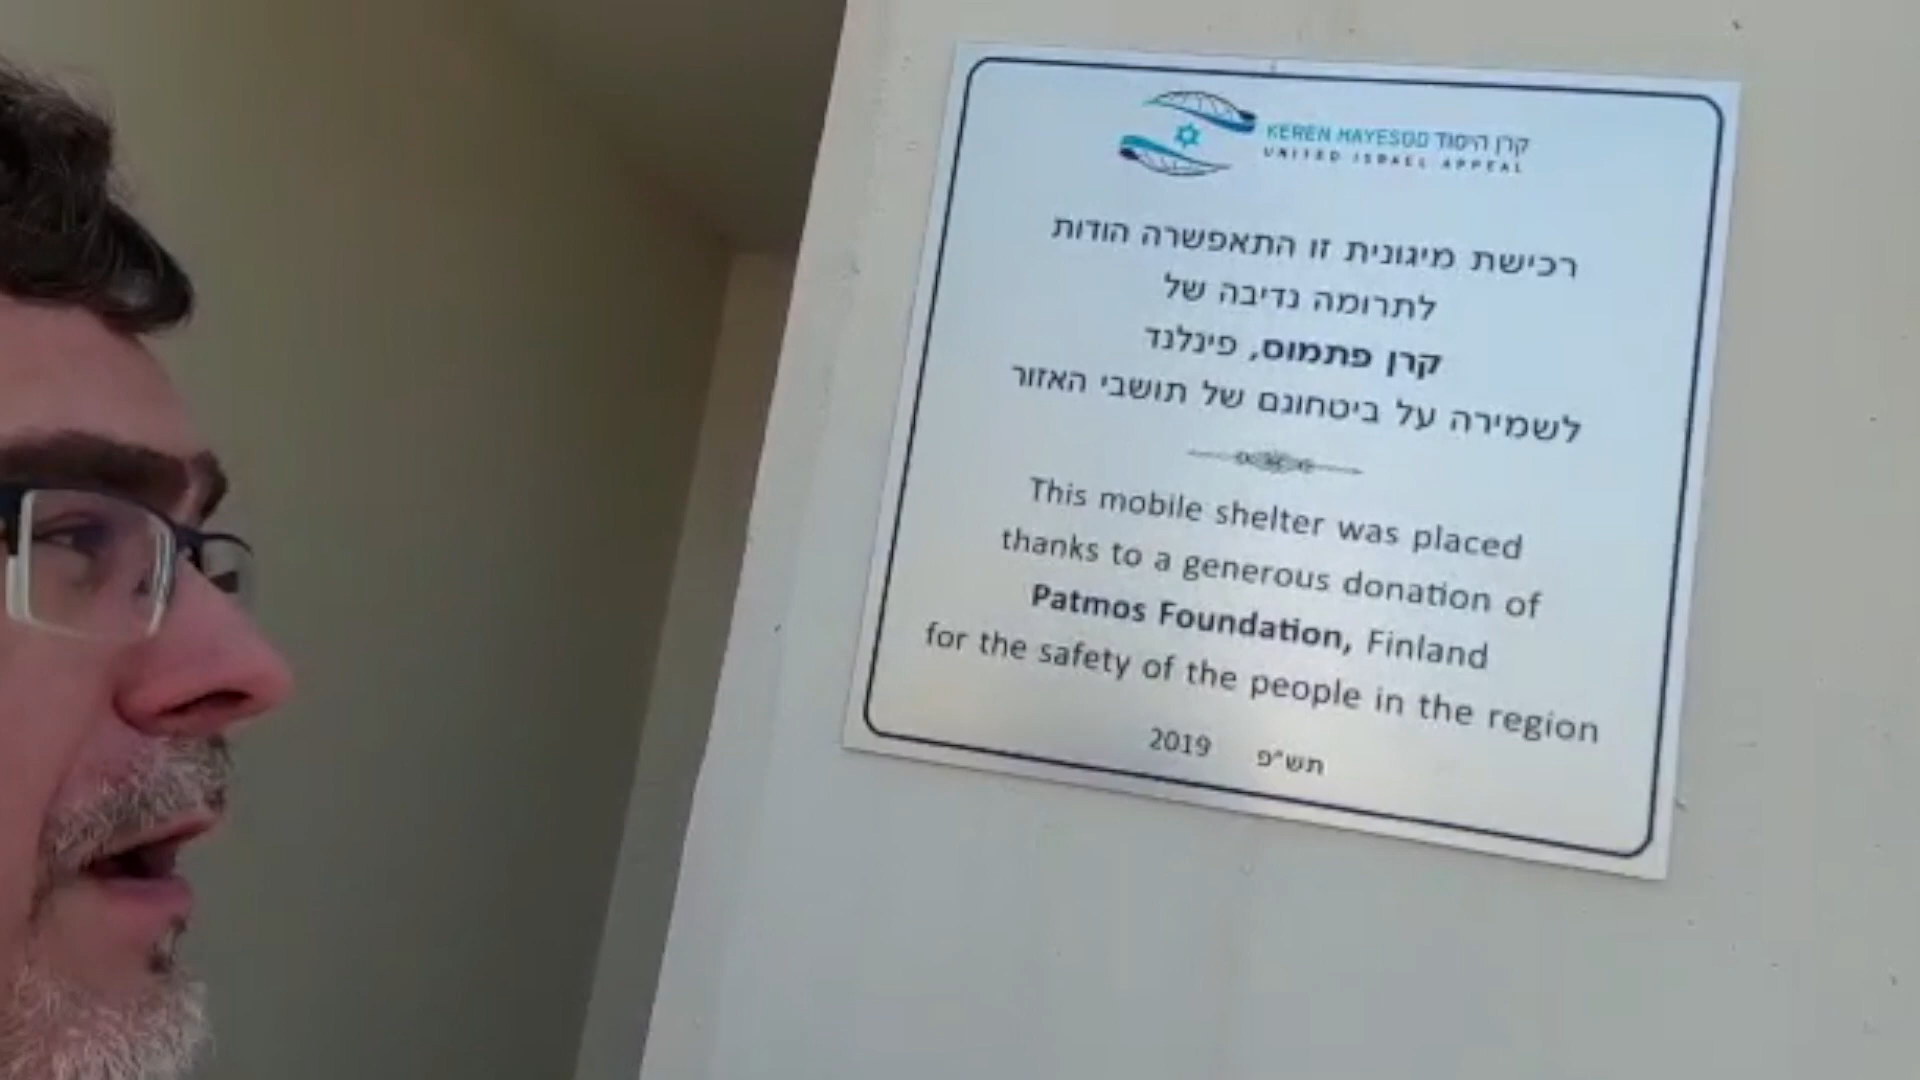 KEREN HAYESOD קרן היסוד
UNITED ISRAEL APPEAL
רכישת מיגונית זו התאפשרה הודות
לתרומה נדיבה של
קרן פתמוס, פינלנד
לשמירה על ביטחונם של תושבי האזור
This mobile shelter was placed
thanks to a generous donation of
Patmos Foundation, Finland
for the safety of the people in the region
2019 תש״פ